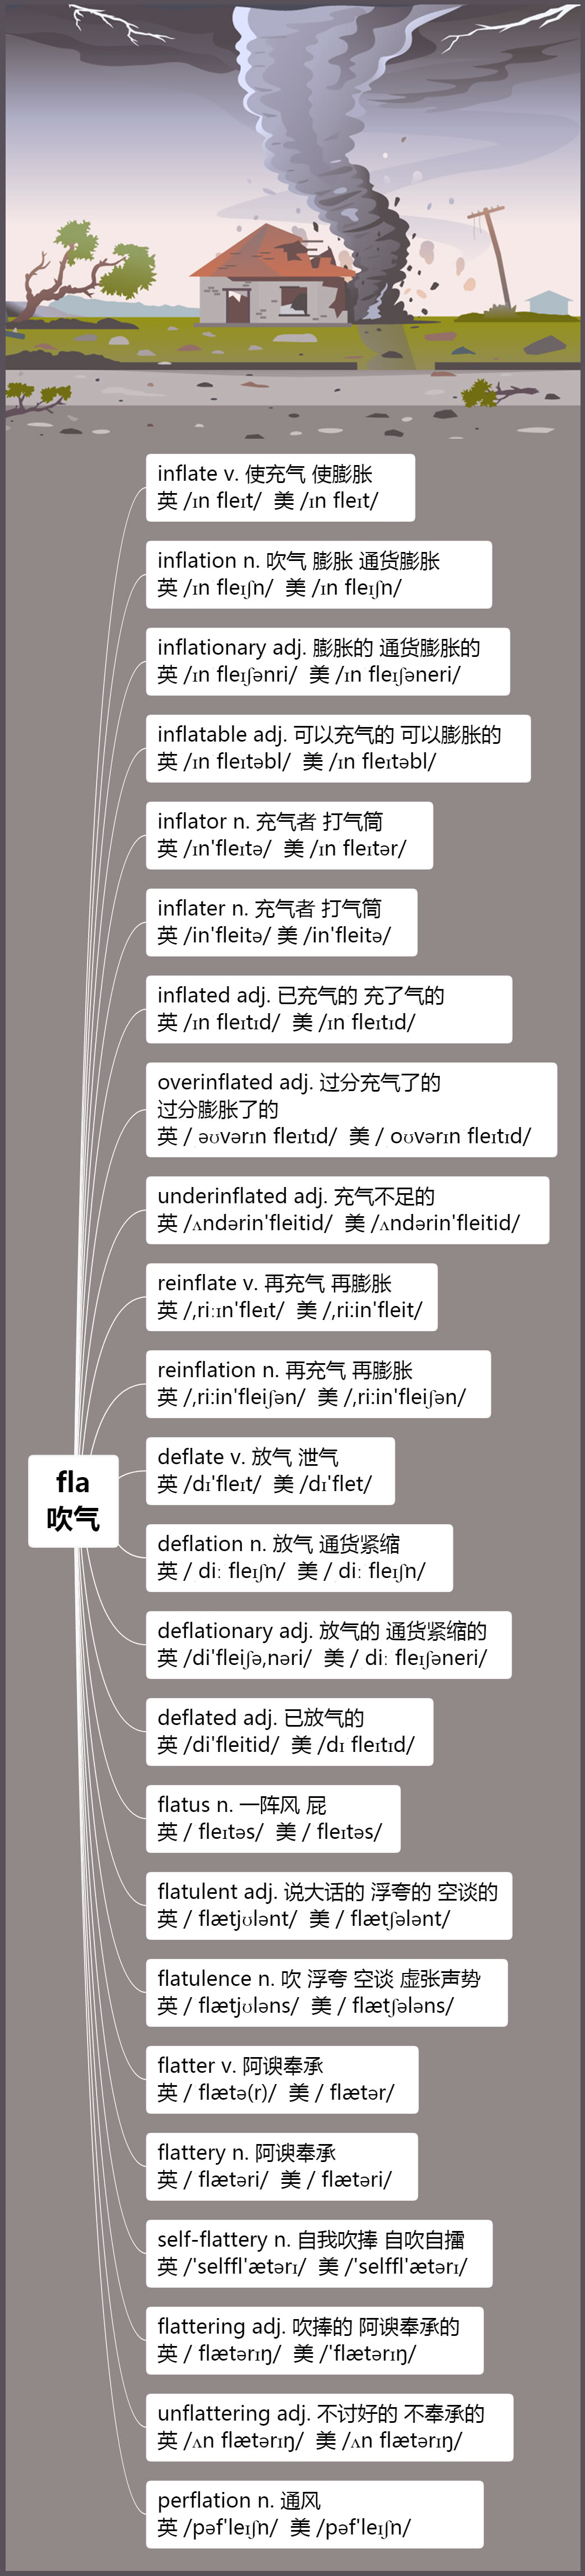 inflate v. 使充气 使膨胀
英 /ɪn fleɪt/ 美 /ɪn fleɪt/
inflation n. 吹气 膨胀 通货膨胀
英 /ɪn fleɪʃn/ 美 /ɪn fleɪʃn/
inflationary adj. 膨胀的 通货膨胀的
英 /ɪn fleɪʃənri/ 美 /ɪn fleɪʃəneri/
inflatable adj. 可以充气的 可以膨胀的
英 /ɪn fleɪtəbl/ 美 /ɪn fleɪtəbl/
inflator n. 充气者 打气筒
英 /ɪn'fleɪtə/ 美 /ɪn fleɪtər/
inflater n. 充气者 打气筒
英 /in'fleitə/ 美 /in'fleitə/
inflated adj. 已充气的 充了气的
英 /ɪn fleɪtɪd/ 美 /ɪn fleɪtɪd/
overinflated adj. 过分充气了的
过分膨胀了的
英 / əʊvərɪn fleɪtɪd/ 美 / oʊvərɪn fleɪtɪd/
underinflated adj. 充气不足的
英 /ʌndərin'fleitid/ 美 /ʌndərin'fleitid/
reinflate v. 再充气 再膨胀
英 /,ri:ɪn'fleɪt/ 美 /,ri:in'fleit/
reinflation n. 再充气 再膨胀
英 /,ri:in'fleiʃən/ 美 /,ri:in'fleiʃən/
fla
吹气
deflate v. 放气 泄气
英 /dɪ'fleɪt/ 美 /dɪ'flet/
deflation n. 放气 通货紧缩
英 / diː fleɪʃn/ 美 / diː fleɪʃn/
deflationary adj. 放气的 通货紧缩的
英 /di'fleiʃə,nəri/ 美 / diː fleɪʃəneri/
deflated adj. 已放气的
英 /di'fleitid/ 美 /dɪ fleɪtɪd/
flatus n. 一阵风 屁
英 / fleɪtəs/ 美 / fleɪtəs/
flatulent adj. 说大话的 浮夸的 空谈的
英 / flætjʊlənt/ 美 / flætʃələnt/
flatulence n. 吹 浮夸 空谈 虚张声势
英 / flætjʊləns/ 美 / flætʃələns/
flatter v. 阿谀奉承
英 / flætə(r)/ 美 / flætər/
flattery n. 阿谀奉承
英 / flætəri/ 美 / flætəri/
self-flattery n. 自我吹捧 自吹自擂
英 /'selffl'ætərɪ/ 美 /'selffl'ætərɪ/
flattering adj. 吹捧的 阿谀奉承的
英 / flætərɪŋ/ 美 /'flætərɪŋ/
unflattering adj. 不讨好的 不奉承的
英 /ʌn flætərɪŋ/ 美 /ʌn flætərɪŋ/
perflation n. 通风
英 /pəf'leɪʃn/ 美 /pəf'leɪʃn/